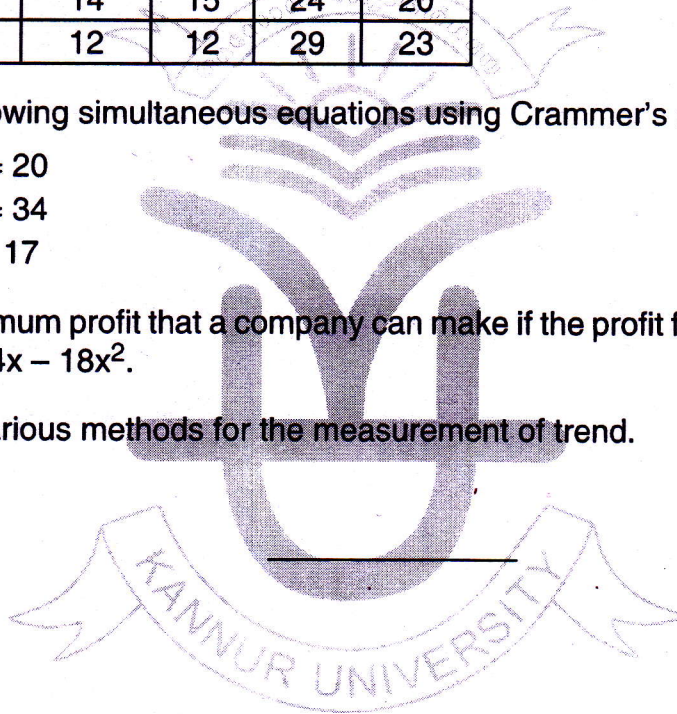 14 15 24 20
12 12 29 23
owing simultaneous equations using Crammer's
= 20
= 34
17
mum profit that a company can make if the profit f
4x – 18x².
arious methods for the measurement of trend.
KANNUR UNIVERSITY